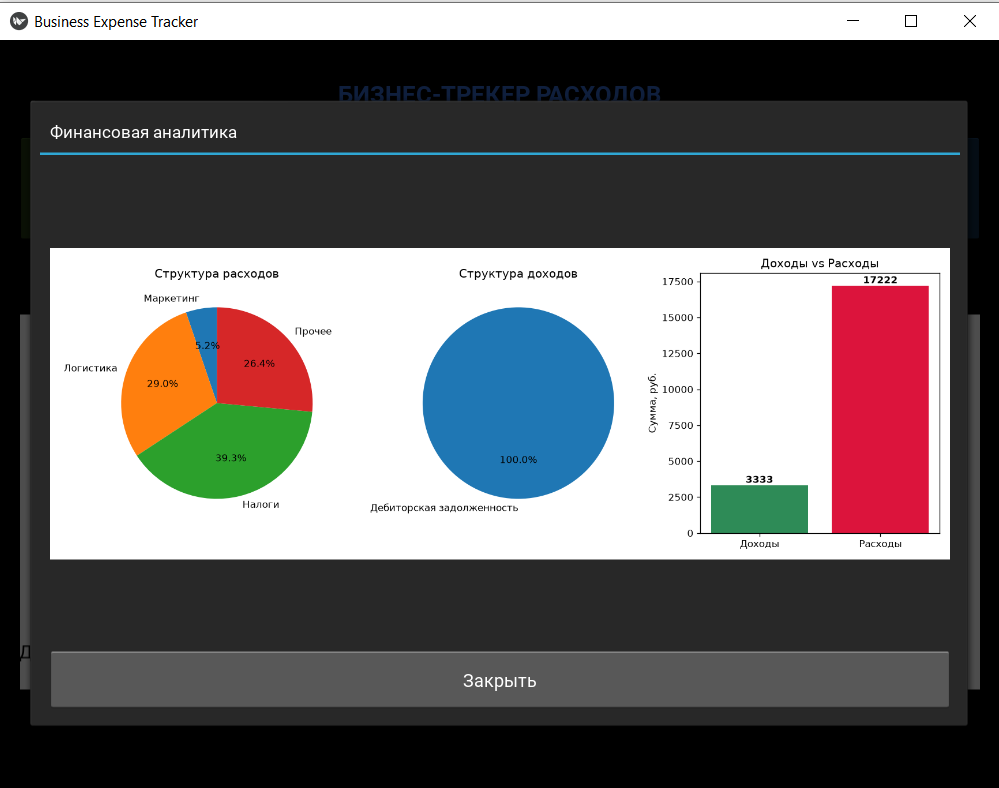 Business Expense Tracker
БИЗНЕС-ТРЕКЕР РАСХОДОВ
Финансовая аналитика
Структура расходов
Маркетинг
5.2%
Прочее
26.4%
Логистика
29.0%
39.3%
Налоги
Структура доходов
100.0%
Дебиторская задолженность
Доходы vs Расходы
Сумма, руб.
17500
15000
12500
10000
7500
5000
2500
0
17222
3333
Доходы
Расходы
Д
Закрыть